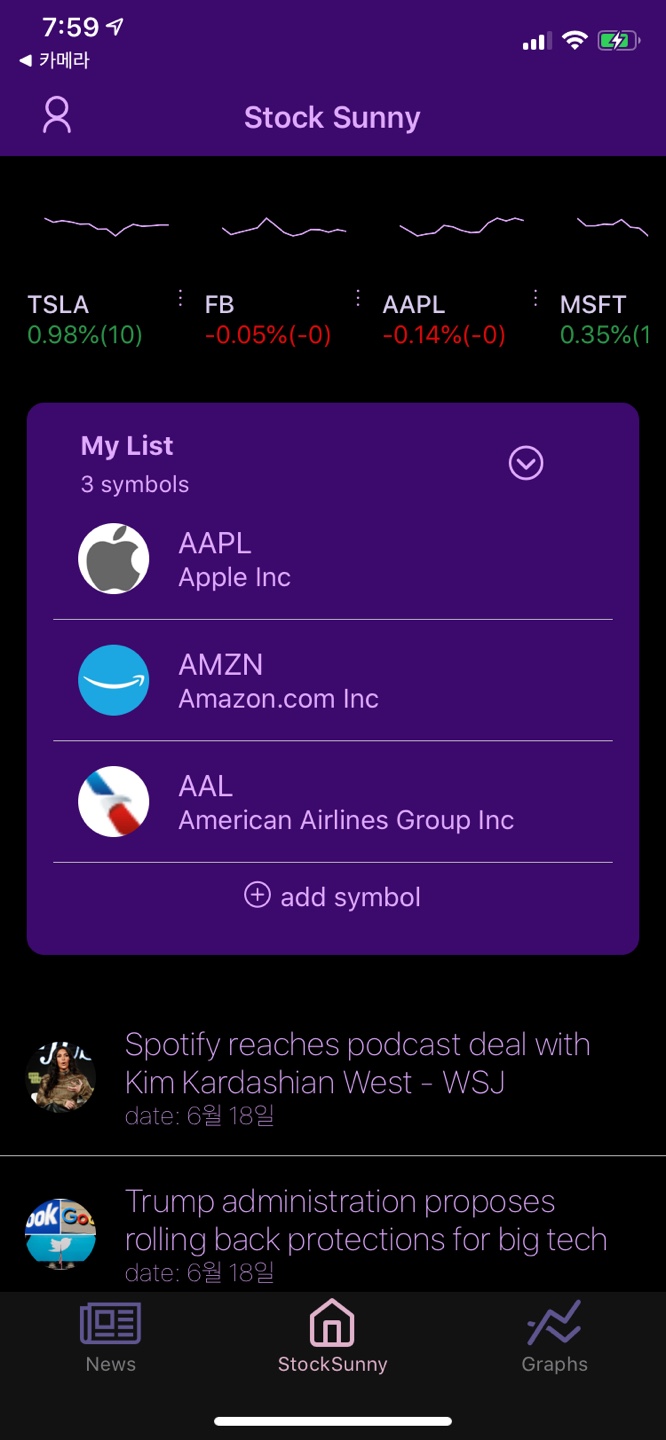 7:59
◀ 카메라
Stock Sunny
TSLA
0.98%(10)
FB
-0.05%(-0)
AAPL
-0.14%(-0)
MSFT
0.35%(1
My List
3 symbols
AAPL
Apple Inc
AMZN
Amazon.com Inc
AAL
American Airlines Group Inc
add symbol
Spotify reaches podcast deal with
Kim Kardashian West - WSJ
date: 6월 18일
ook Go
Trump administration proposes
rolling back protections for big tech
date: 6월 18일
News
StockSunny
Graphs